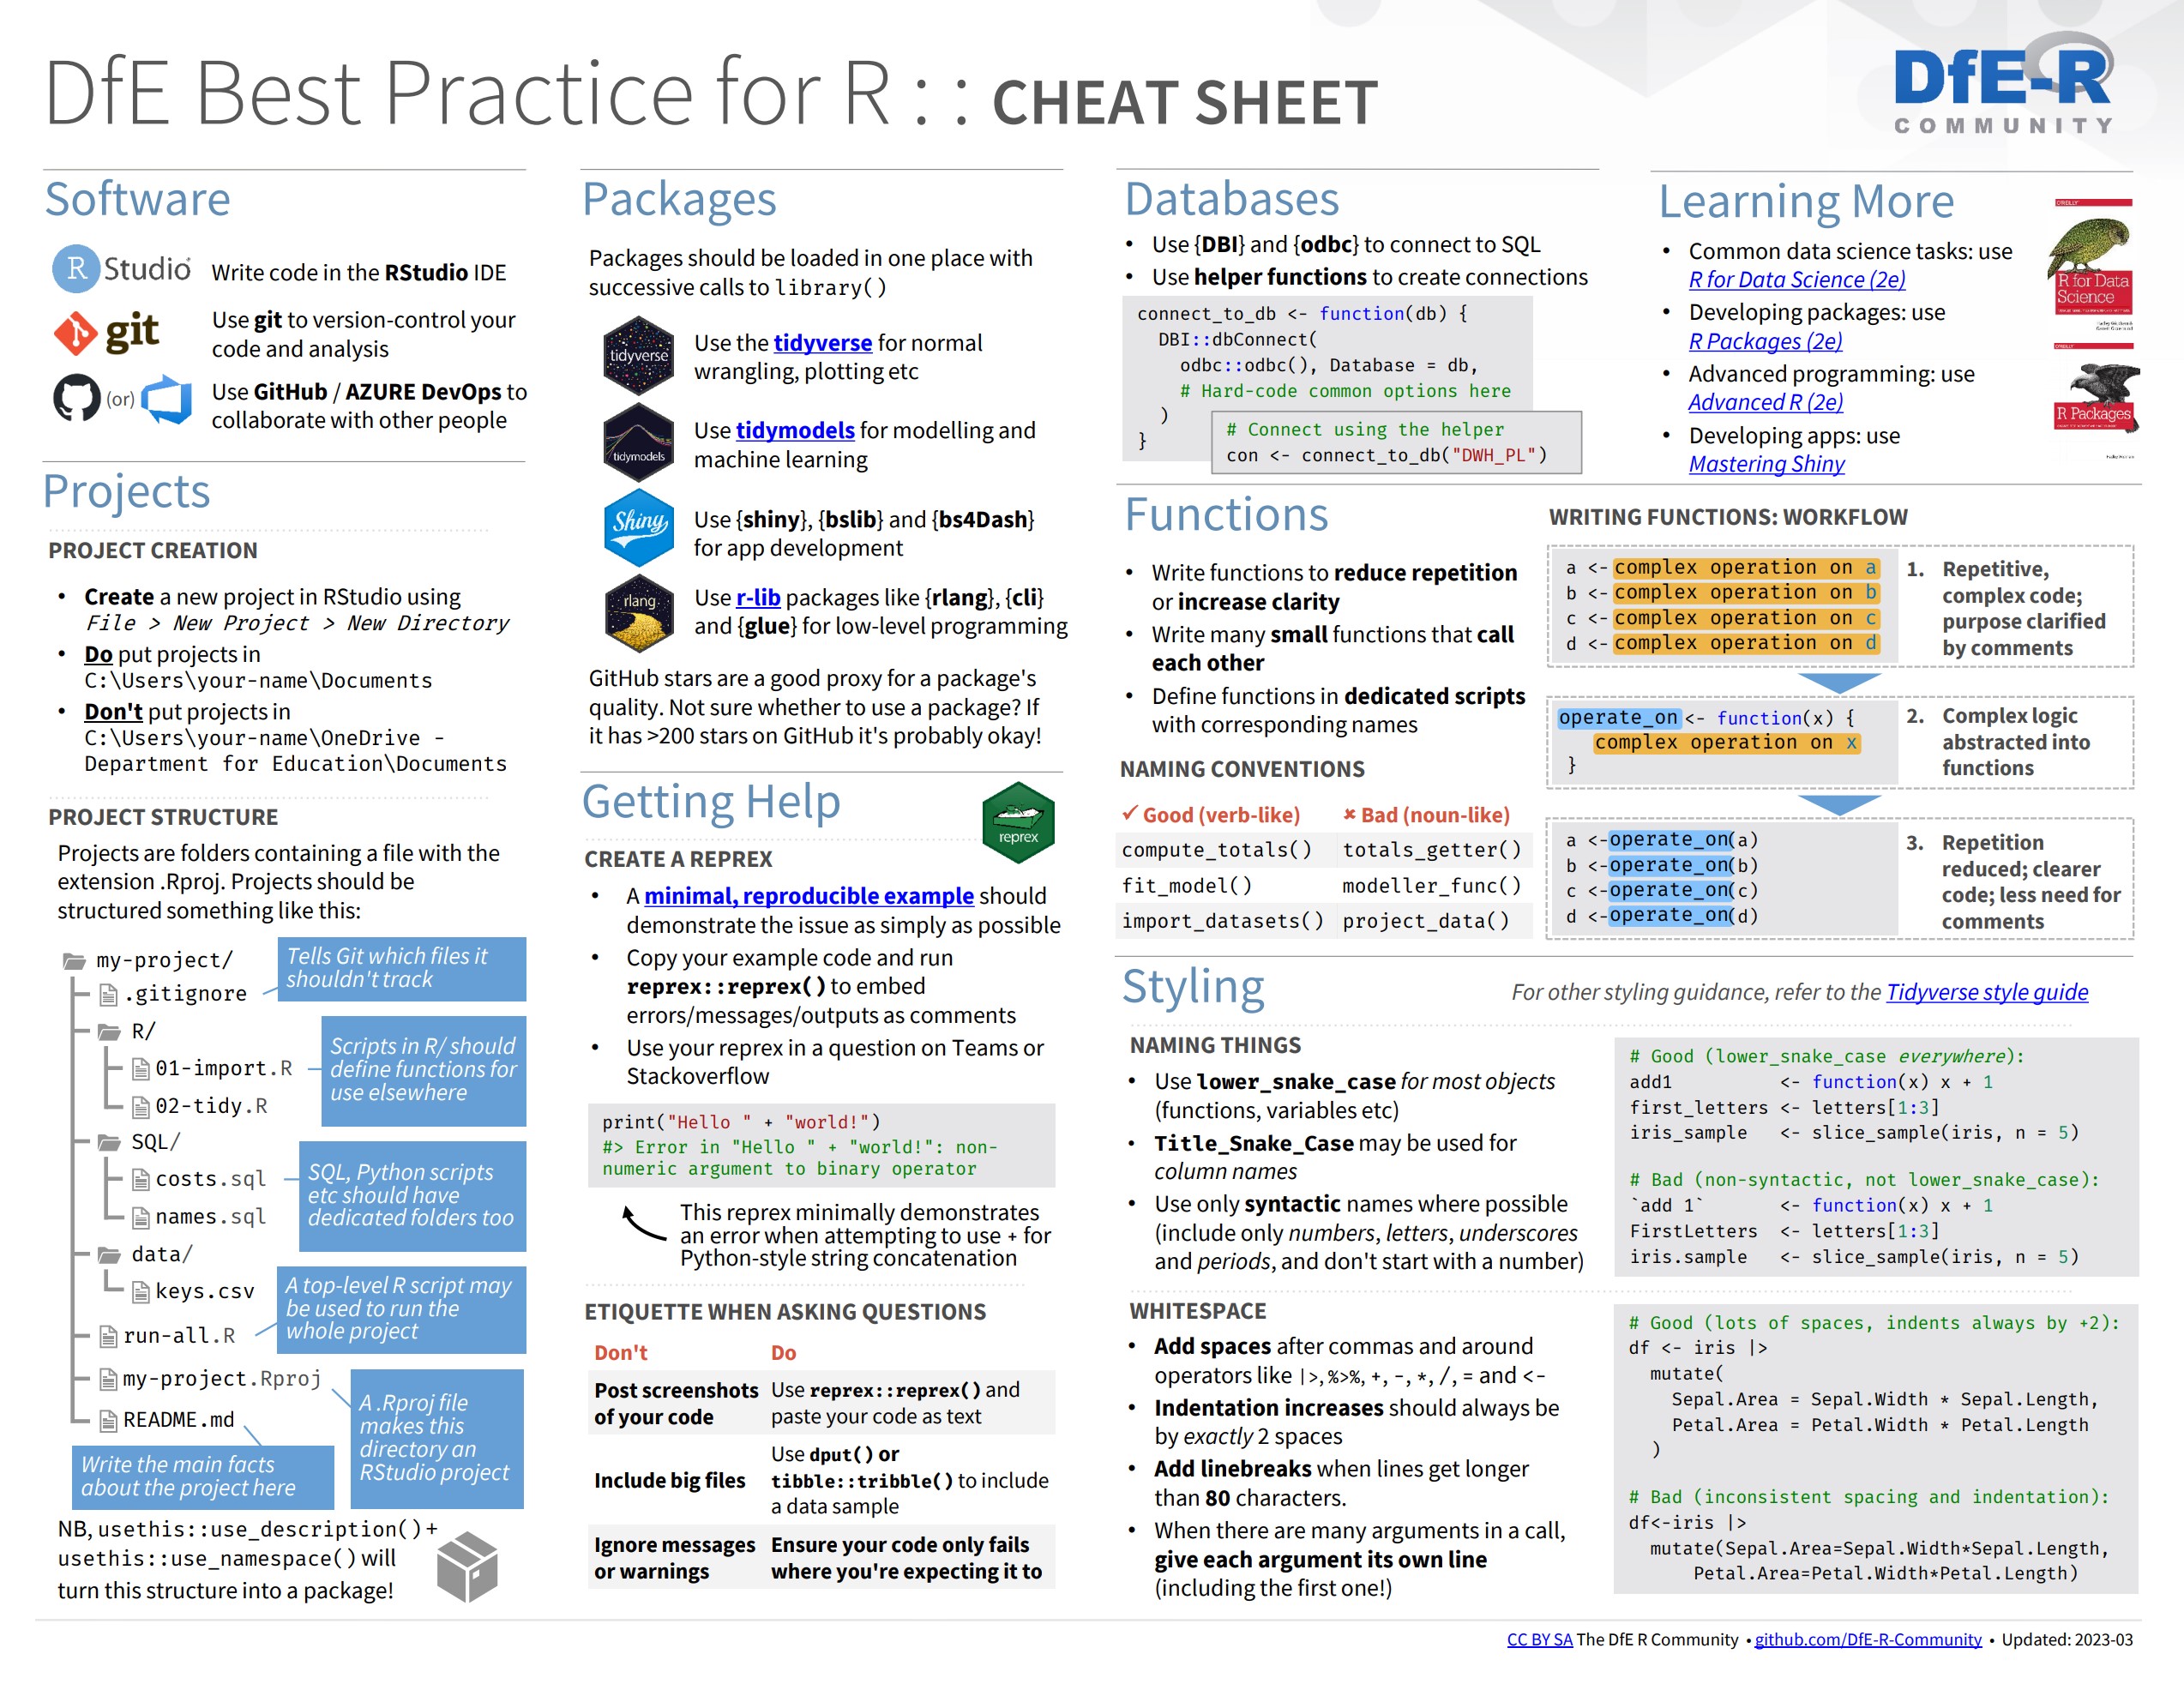 DfE Best Practice for R : : CHEAT SHEET
DfE-R
COMMUNITY
Software
R Studio
Write code in the RStudio IDE
git
Use git to version-control your
code and analysis
(or)
Use GitHub / AZURE DevOps to
collaborate with other people
Projects
PROJECT CREATION
• Create a new project in RStudio using
File > New Project > New Directory
• Do put projects in
C:\Users\your-name\Documents
• Don't put projects in
C:\Users\your-name\OneDrive -
Department for Education\Documents
PROJECT STRUCTURE
Projects are folders containing a file with the
extension .Rproj. Projects should be
structured something like this:
my-project/
Tells Git which files it
shouldn't track
.gitignore
R/
01-import.R
Scripts in R/ should
define functions for
use elsewhere
02-tidy.R
SQL/
costs.sql
SQL, Python scripts
etc should have
dedicated folders too
names.sql
data/
keys.csv
A top-level R script may
be used to run the
whole project
run-all.R
my-project.Rproj
A .Rproj file
makes this
directory an
RStudio project
README.md
Write the main facts
about the project here
NB, usethis::use_description() +
usethis::use_namespace() will
turn this structure into a package!
Packages
Packages should be loaded in one place with
successive calls to library()
tidyverse
Use the tidyverse for normal
wrangling, plotting etc
tidymodels
Use tidymodels for modelling and
machine learning
Shiny
Use {shiny}, {bslib} and {bs4Dash}
for app development
rlang
Use r-lib packages like {rlang}, {cli}
and {glue} for low-level programming
GitHub stars are a good proxy for a package's
quality. Not sure whether to use a package? If
it has >200 stars on GitHub it's probably okay!
Getting Help
reprex
CREATE A REPREX
• A minimal, reproducible example should
demonstrate the issue as simply as possible
• Copy your example code and run
reprex::reprex() to embed
errors/messages/outputs as comments
• Use your reprex in a question on Teams or
Stackoverflow
print("Hello " + "world!")
#> Error in "Hello " + "world!": non-
numeric argument to binary operator
This reprex minimally demonstrates
an error when attempting to use + for
Python-style string concatenation
ETIQUETTE WHEN ASKING QUESTIONS
Don't Do
Post screenshots
of your code
Use reprex::reprex() and
paste your code as text
Include big files
Use dput() or
tibble::tribble() to include
a data sample
Ignore messages
or warnings
Ensure your code only fails
where you're expecting it to
Databases
• Use {DBI} and {odbc} to connect to SQL
• Use helper functions to create connections
connect_to_db <- function(db) {
DBI::dbConnect(
odbc::odbc(), Database = db,
# Hard-code common options here
)
}
# Connect using the helper
con <- connect_to_db("DWH_PL")
Learning More
• Common data science tasks: use
R for Data Science (2e)
• Developing packages: use
R Packages (2e)
• Advanced programming: use
Advanced R (2e)
• Developing apps: use
Mastering Shiny
O'REILLY
R for Data
Science
R Packages
Functions
• Write functions to reduce repetition
or increase clarity
• Write many small functions that call
each other
• Define functions in dedicated scripts
with corresponding names
NAMING CONVENTIONS
✓ Good (verb-like) ✖ Bad (noun-like)
compute_totals() totals_getter()
fit_model() modeller_func()
import_datasets() project_data()
WRITING FUNCTIONS: WORKFLOW
a <- complex operation on a
b <- complex operation on b
c <- complex operation on c
d <- complex operation on d
1. Repetitive,
complex code;
purpose clarified
by comments
operate_on <- function(x) {
complex operation on x
}
2. Complex logic
abstracted into
functions
a <-operate_on(a)
b <-operate_on(b)
c <-operate_on(c)
d <-operate_on(d)
3. Repetition
reduced; clearer
code; less need for
comments
Styling
For other styling guidance, refer to the Tidyverse style guide
NAMING THINGS
• Use lower_snake_case for most objects
(functions, variables etc)
• Title_Snake_Case may be used for
column names
• Use only syntactic names where possible
(include only numbers, letters, underscores
and periods, and don't start with a number)
# Good (lower_snake_case everywhere):
add1 <- function(x) x + 1
first_letters <- letters[1:3]
iris_sample <- slice_sample(iris, n = 5)
# Bad (non-syntactic, not lower_snake_case):
`add 1` <- function(x) x + 1
FirstLetters <- letters[1:3]
iris.sample <- slice_sample(iris, n = 5)
WHITESPACE
• Add spaces after commas and around
operators like |>, %>%, +, -, *, /, = and <-
• Indentation increases should always be
by exactly 2 spaces
• Add linebreaks when lines get longer
than 80 characters.
• When there are many arguments in a call,
give each argument its own line
(including the first one!)
# Good (lots of spaces, indents always by +2):
df <- iris |>
mutate(
Sepal.Area = Sepal.Width * Sepal.Length,
Petal.Area = Petal.Width * Petal.Length
)
# Bad (inconsistent spacing and indentation):
df<-iris |>
mutate(Sepal.Area=Sepal.Width*Sepal.Length,
Petal.Area=Petal.Width*Petal.Length)
CC BY SA The DfE R Community • github.com/DfE-R-Community • Updated: 2023-03